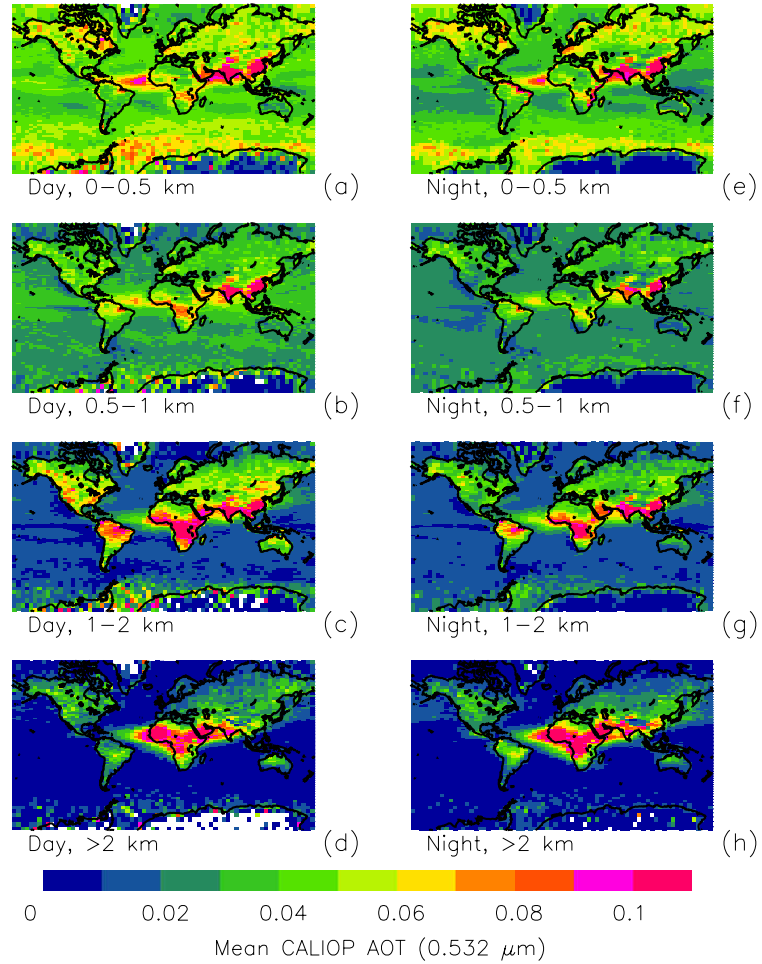 Day, 0−0.5 km (a)
Night, 0−0.5 km (e)
Day, 0.5−1 km (b)
Night, 0.5−1 km (f)
Day, 1−2 km (c)
Night, 1−2 km (g)
Day, >2 km (d)
Night, >2 km (h)
0 0.02 0.04 0.06 0.08 0.1
Mean CALIOP AOT (0.532 μm)